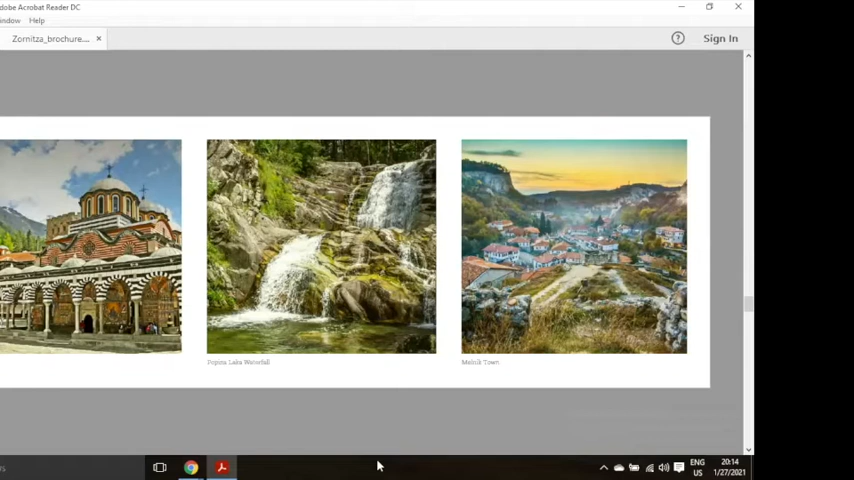 dobe Acrobat Reader DC
indow Help
Zornitza_brochure.... ×
? Sign In
Popina Laka Waterfall
Melnik Town
ENG 20:14
US 1/27/2021